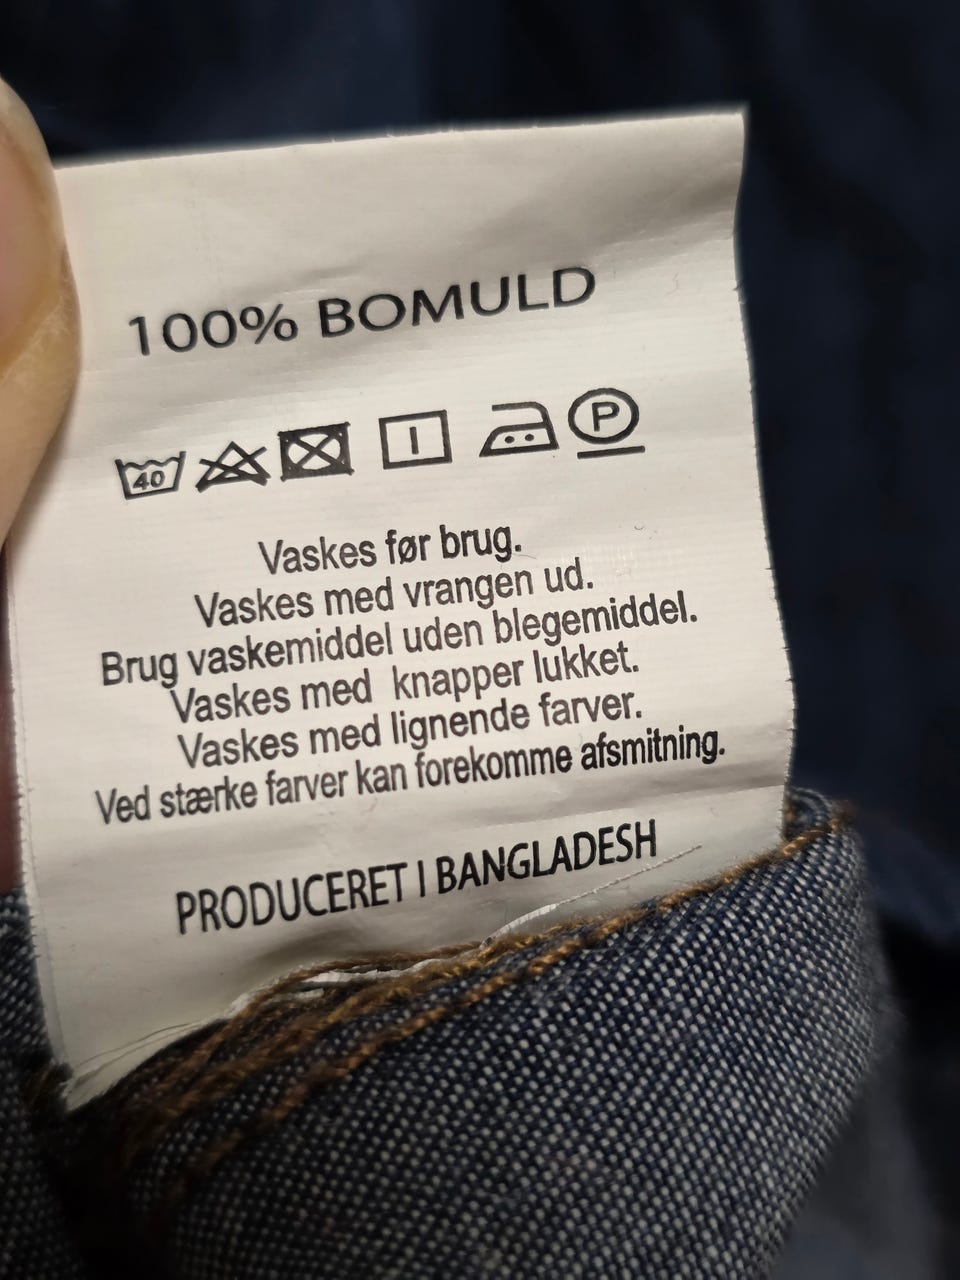 100% BOMULD
40 P
Vaskes før brug.
Vaskes med vrangen ud.
Brug vaskemiddel uden blegemiddel.
Vaskes med knapper lukket.
Vaskes med lignende farver.
Ved stærke farver kan forekomme afsmitning.
PRODUCERET I BANGLADESH